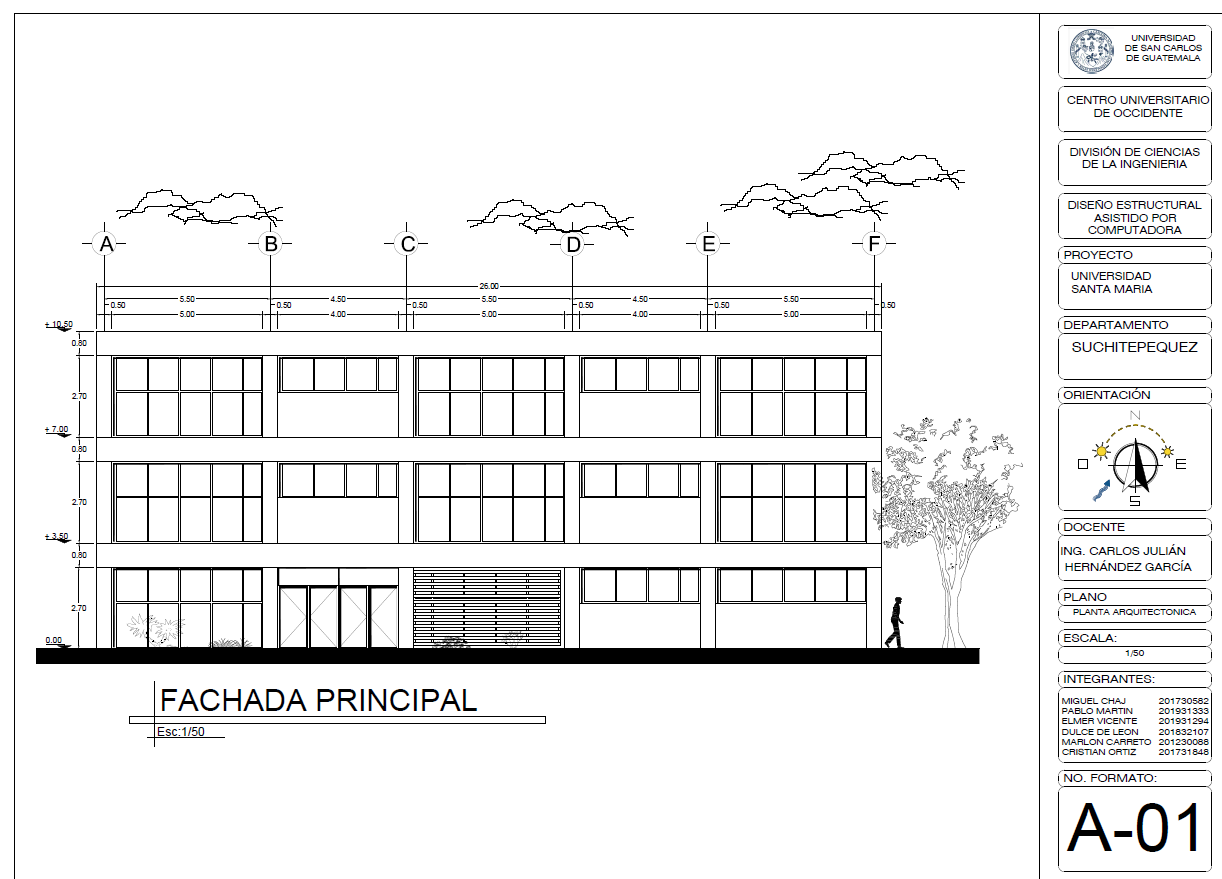 A B C D E F
26.00
5.50 4.50 5.50 4.50 5.50
0.50 0.50 0.50 0.50 0.50 0.50
5.00 4.00 5.00 4.00 5.00
+ 10.50
0.80
2.70
+ 7.00
0.80
2.70
+ 3.50
0.80
2.70
0.00
FACHADA PRINCIPAL
Esc:1/50
UNIVERSIDAD
DE SAN CARLOS
DE GUATEMALA
CENTRO UNIVERSITARIO
DE OCCIDENTE
DIVISIÓN DE CIENCIAS
DE LA INGENIERIA
DISEÑO ESTRUCTURAL
ASISTIDO POR
COMPUTADORA
PROYECTO
UNIVERSIDAD
SANTA MARIA
DEPARTAMENTO
SUCHITEPEQUEZ
ORIENTACIÓN
N
O E
S
DOCENTE
ING. CARLOS JULIÁN
HERNÁNDEZ GARCÍA
PLANO
PLANTA ARQUITECTONICA
ESCALA:
1/50
INTEGRANTES:
MIGUEL CHAJ 201730582
PABLO MARTIN 201931333
ELMER VICENTE 201931294
DULCE DE LEON 201832107
MARLON CARRETO 201230088
CRISTIAN ORTIZ 201731848
NO. FORMATO:
A-01